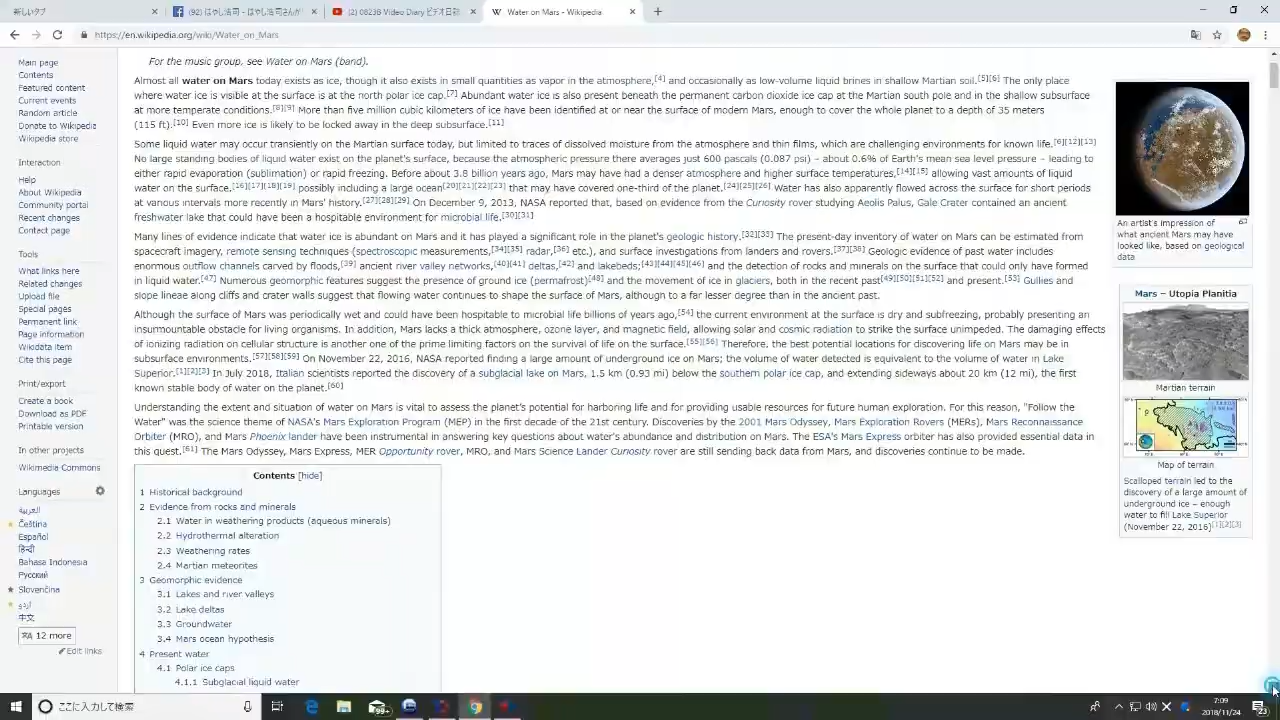 新しいタブ
(92) はやし浩司 - はやし浩司さんが
(2) 0823B Video Diary ビデオ日記
Water on Mars - Wikipedia
https://en.wikipedia.org/wiki/Water_on_Mars
Main page
Contents
Featured content
Current events
Random article
Donate to Wikipedia
Wikipedia store
Interaction
Help
About Wikipedia
Community portal
Recent changes
Contact page
Tools
What links here
Related changes
Upload file
Special pages
Permanent link
Page information
Wikidata item
Cite this page
Print/export
Create a book
Download as PDF
Printable version
In other projects
Wikimedia Commons
Languages
العربية
Čeština
Español
हिन्दी
Bahasa Indonesia
Русский
Slovenčina
اردو
中文
12 more
Edit links
For the music group, see Water on Mars (band).
Almost all water on Mars today exists as ice, though it also exists in small quantities as vapor in the atmosphere,[4] and occasionally as low-volume liquid brines in shallow Martian soil.[5][6] The only place
where water ice is visible at the surface is at the north polar ice cap.[7] Abundant water ice is also present beneath the permanent carbon dioxide ice cap at the Martian south pole and in the shallow subsurface
at more temperate conditions.[8][9] More than five million cubic kilometers of ice have been identified at or near the surface of modern Mars, enough to cover the whole planet to a depth of 35 meters
(115 ft).[10] Even more ice is likely to be locked away in the deep subsurface.[11]
Some liquid water may occur transiently on the Martian surface today, but limited to traces of dissolved moisture from the atmosphere and thin films, which are challenging environments for known life.[6][12][13]
No large standing bodies of liquid water exist on the planet's surface, because the atmospheric pressure there averages just 600 pascals (0.087 psi) – about 0.6% of Earth's mean sea level pressure – leading to
either rapid evaporation (sublimation) or rapid freezing. Before about 3.8 billion years ago, Mars may have had a denser atmosphere and higher surface temperatures,[14][15] allowing vast amounts of liquid
water on the surface,[16][17][18][19] possibly including a large ocean[20][21][22][23] that may have covered one-third of the planet.[24][25][26] Water has also apparently flowed across the surface for short periods
at various intervals more recently in Mars' history.[27][28][29] On December 9, 2013, NASA reported that, based on evidence from the Curiosity rover studying Aeolis Palus, Gale Crater contained an ancient
freshwater lake that could have been a hospitable environment for microbial life.[30][31]
Many lines of evidence indicate that water ice is abundant on Mars and it has played a significant role in the planet's geologic history.[32][33] The present-day inventory of water on Mars can be estimated from
spacecraft imagery, remote sensing techniques (spectroscopic measurements,[34][35] radar,[36] etc.), and surface investigations from landers and rovers.[37][38] Geologic evidence of past water includes
enormous outflow channels carved by floods,[39] ancient river valley networks,[40][41] deltas,[42] and lakebeds;[43][44][45][46] and the detection of rocks and minerals on the surface that could only have formed
in liquid water.[47] Numerous geomorphic features suggest the presence of ground ice (permafrost)[48] and the movement of ice in glaciers, both in the recent past[49][50][51][52] and present.[53] Gullies and
slope lineae along cliffs and crater walls suggest that flowing water continues to shape the surface of Mars, although to a far lesser degree than in the ancient past.
Although the surface of Mars was periodically wet and could have been hospitable to microbial life billions of years ago,[54] the current environment at the surface is dry and subfreezing, probably presenting an
insurmountable obstacle for living organisms. In addition, Mars lacks a thick atmosphere, ozone layer, and magnetic field, allowing solar and cosmic radiation to strike the surface unimpeded. The damaging effects
of ionizing radiation on cellular structure is another one of the prime limiting factors on the survival of life on the surface.[55][56] Therefore, the best potential locations for discovering life on Mars may be in
subsurface environments.[57][58][59] On November 22, 2016, NASA reported finding a large amount of underground ice on Mars; the volume of water detected is equivalent to the volume of water in Lake
Superior.[1][2][3] In July 2018, Italian scientists reported the discovery of a subglacial lake on Mars, 1.5 km (0.93 mi) below the southern polar ice cap, and extending sideways about 20 km (12 mi), the first
known stable body of water on the planet.[60]
Understanding the extent and situation of water on Mars is vital to assess the planet's potential for harboring life and for providing usable resources for future human exploration. For this reason, "Follow the
Water" was the science theme of NASA's Mars Exploration Program (MEP) in the first decade of the 21st century. Discoveries by the 2001 Mars Odyssey, Mars Exploration Rovers (MERs), Mars Reconnaissance
Orbiter (MRO), and Mars Phoenix lander have been instrumental in answering key questions about water's abundance and distribution on Mars. The ESA's Mars Express orbiter has also provided essential data in
this quest.[61] The Mars Odyssey, Mars Express, MER Opportunity rover, MRO, and Mars Science Lander Curiosity rover are still sending back data from Mars, and discoveries continue to be made.
Contents [hide]
1 Historical background
2 Evidence from rocks and minerals
2.1 Water in weathering products (aqueous minerals)
2.2 Hydrothermal alteration
2.3 Weathering rates
2.4 Martian meteorites
3 Geomorphic evidence
3.1 Lakes and river valleys
3.2 Lake deltas
3.3 Groundwater
3.4 Mars ocean hypothesis
4 Present water
4.1 Polar ice caps
4.1.1 Subglacial liquid water
An artist's impression of
what ancient Mars may have
looked like, based on geological
data
Mars – Utopia Planitia
Martian terrain
Map of terrain
Scalloped terrain led to the
discovery of a large amount of
underground ice – enough
water to fill Lake Superior
(November 22, 2016)[1][2][3]
ここに入力して検索
99+
7:09
2018/11/24
23